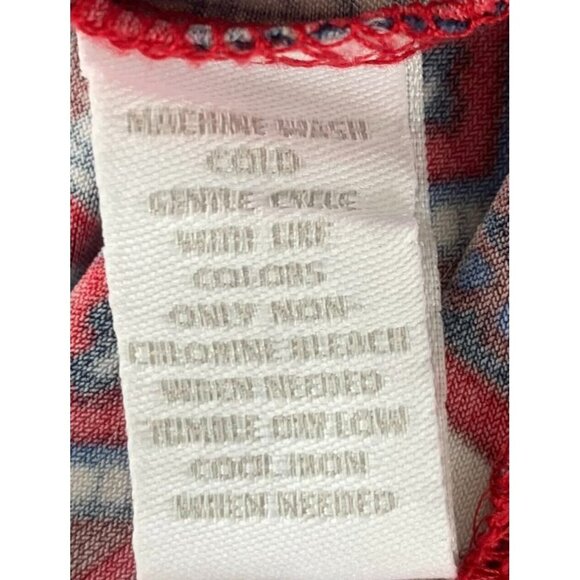 MACHINE WASH
COLD
GENTLE CYCLE
WITH LIKE
COLORS
ONLY NON-
CHLORINE BLEACH
WHEN NEEDED
TUMBLE DRY LOW
COOL IRON
WHEN NEEDED